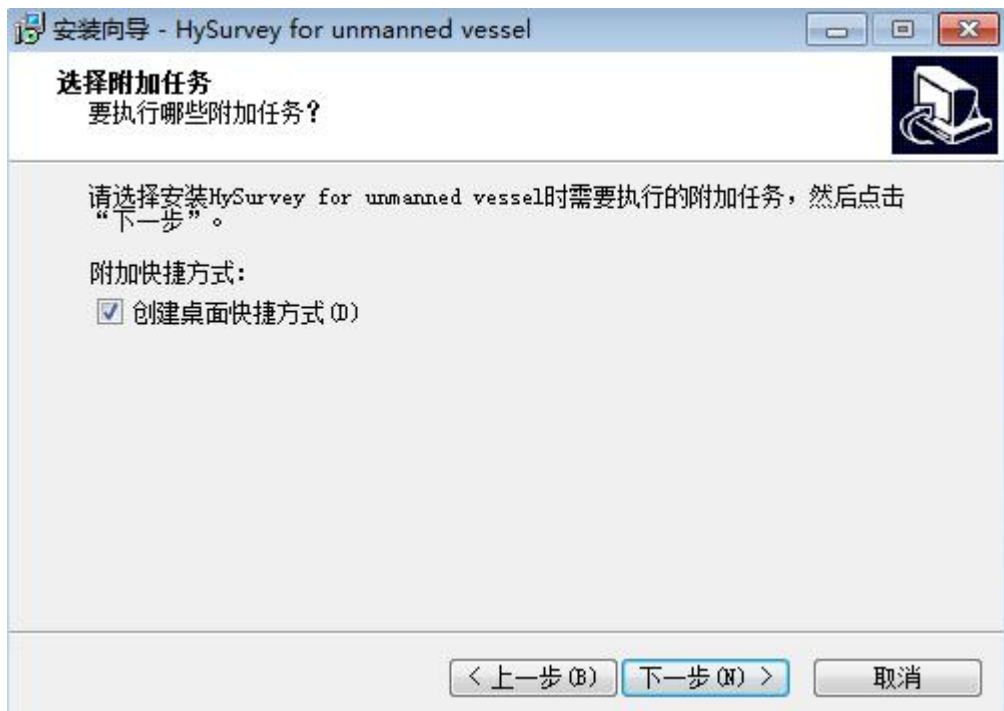 安装向导 - HySurvey for unmanned vessel
选择附加任务
要执行哪些附加任务?
请选择安装HySurvey for unmanned vessel时需要执行的附加任务，然后点击
“下一步”。
附加快捷方式:
创建桌面快捷方式(D)
< 上一步(B)
下一步(N) >
取消